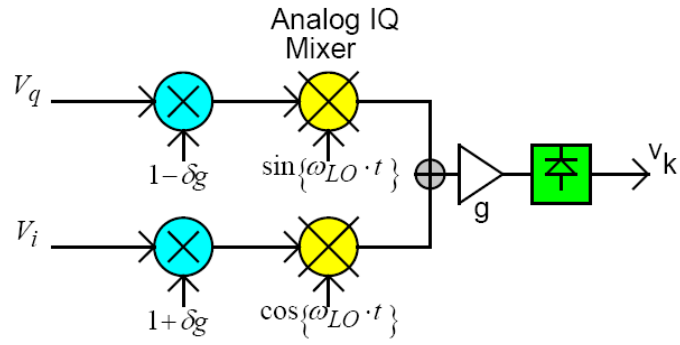 Analog IQ
Mixer
V_q
1−δg
sin{ω_LO · t}
g
v_k
V_i
1+δg
cos{ω_LO · t}